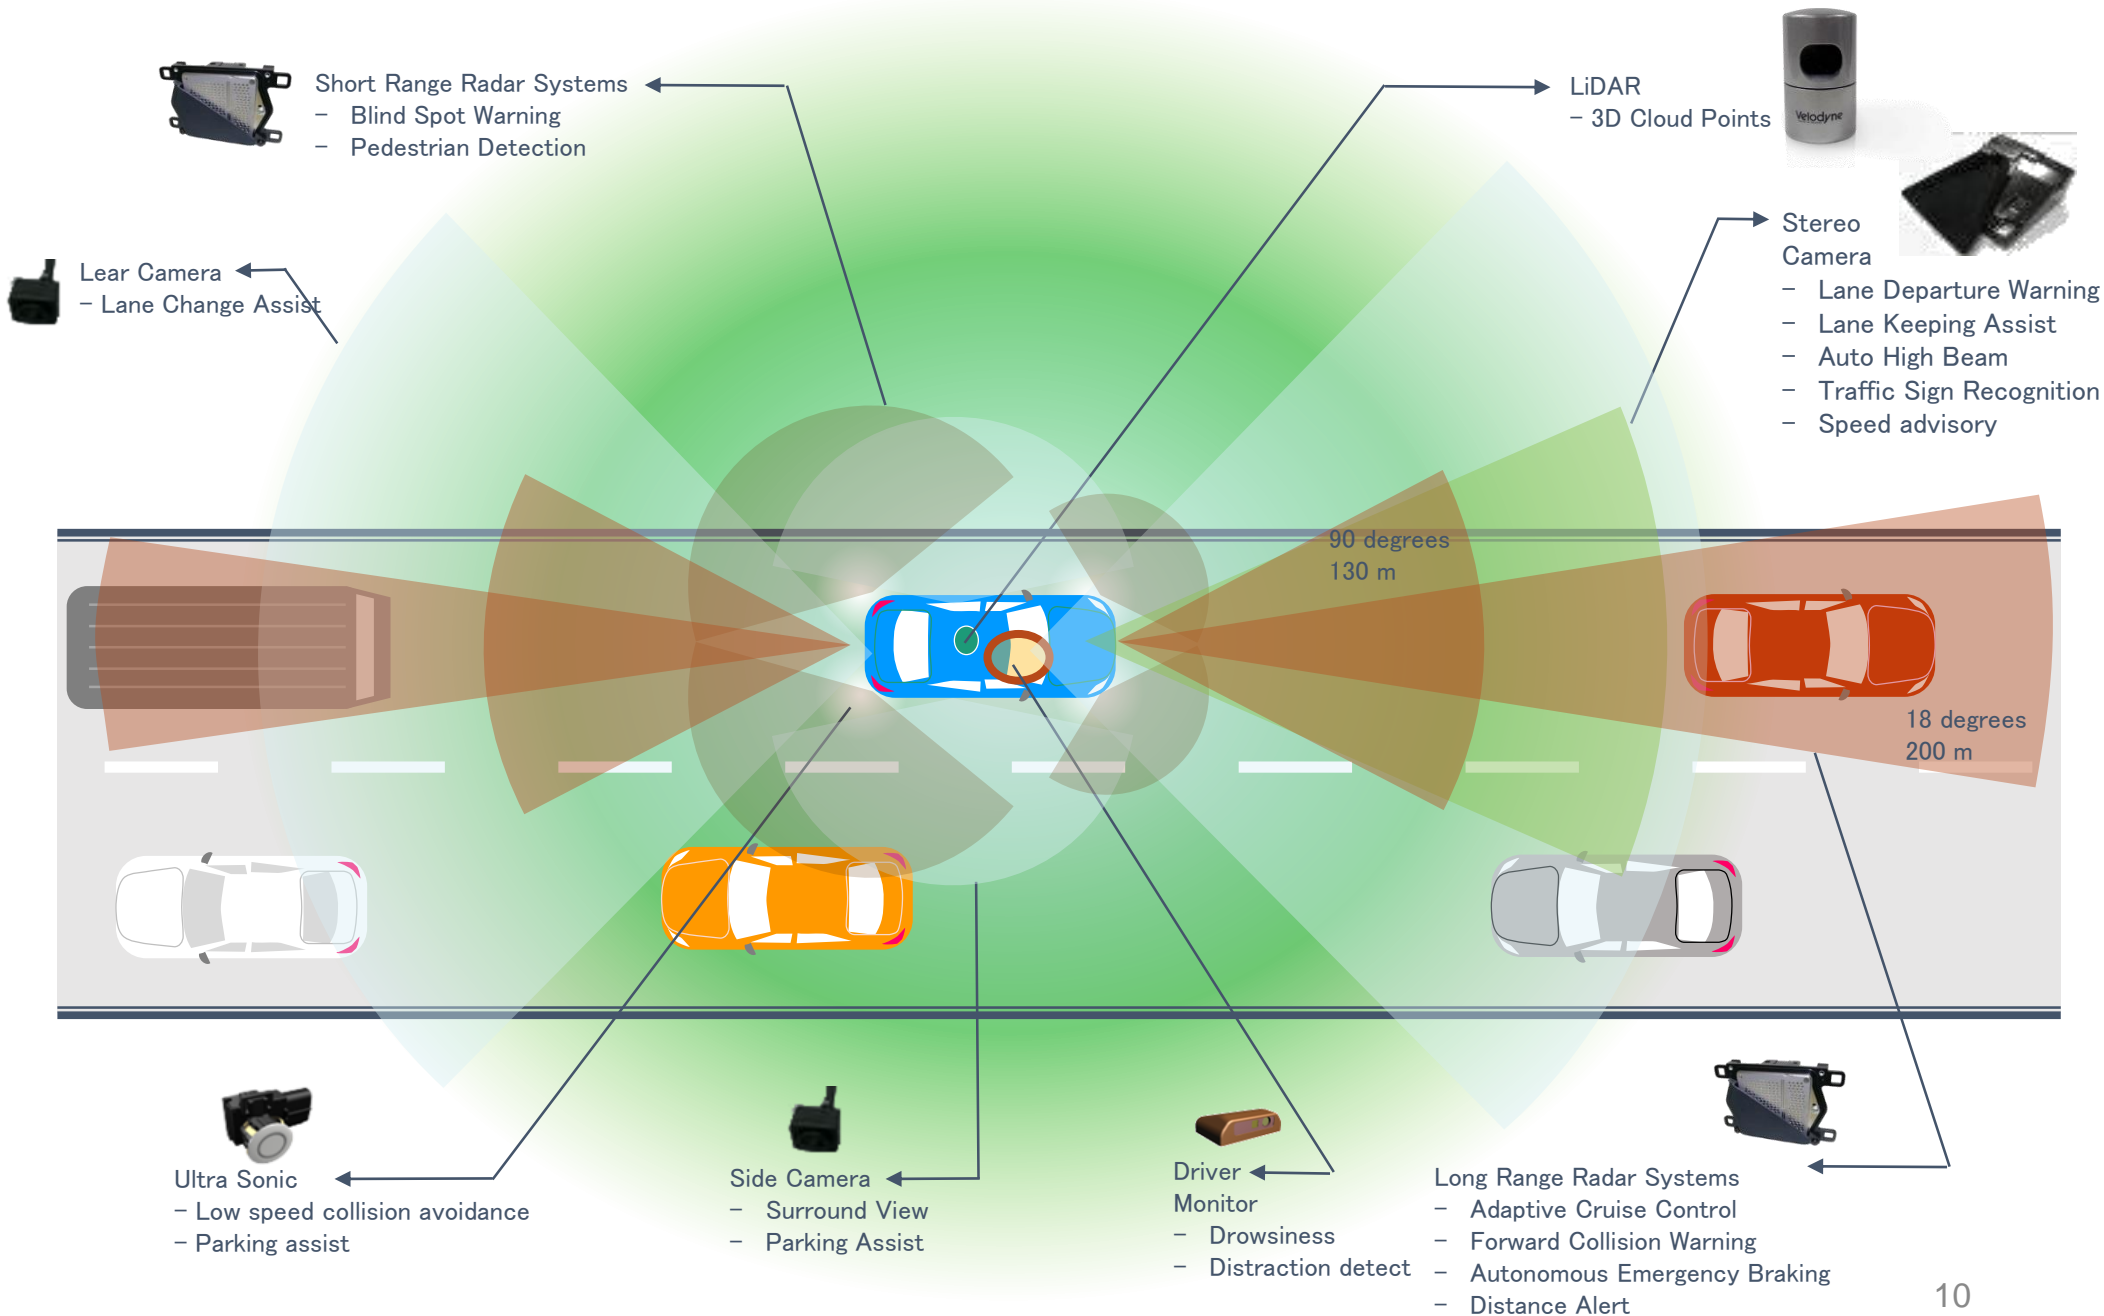 Short Range Radar Systems
- Blind Spot Warning
- Pedestrian Detection
LiDAR
- 3D Cloud Points
Velodyne
Stereo
Camera
- Lane Departure Warning
- Lane Keeping Assist
- Auto High Beam
- Traffic Sign Recognition
- Speed advisory
Lear Camera
- Lane Change Assist
90 degrees
130 m
18 degrees
200 m
Ultra Sonic
- Low speed collision avoidance
- Parking assist
Side Camera
- Surround View
- Parking Assist
Driver
Monitor
- Drowsiness
- Distraction detect
Long Range Radar Systems
- Adaptive Cruise Control
- Forward Collision Warning
- Autonomous Emergency Braking
- Distance Alert
10